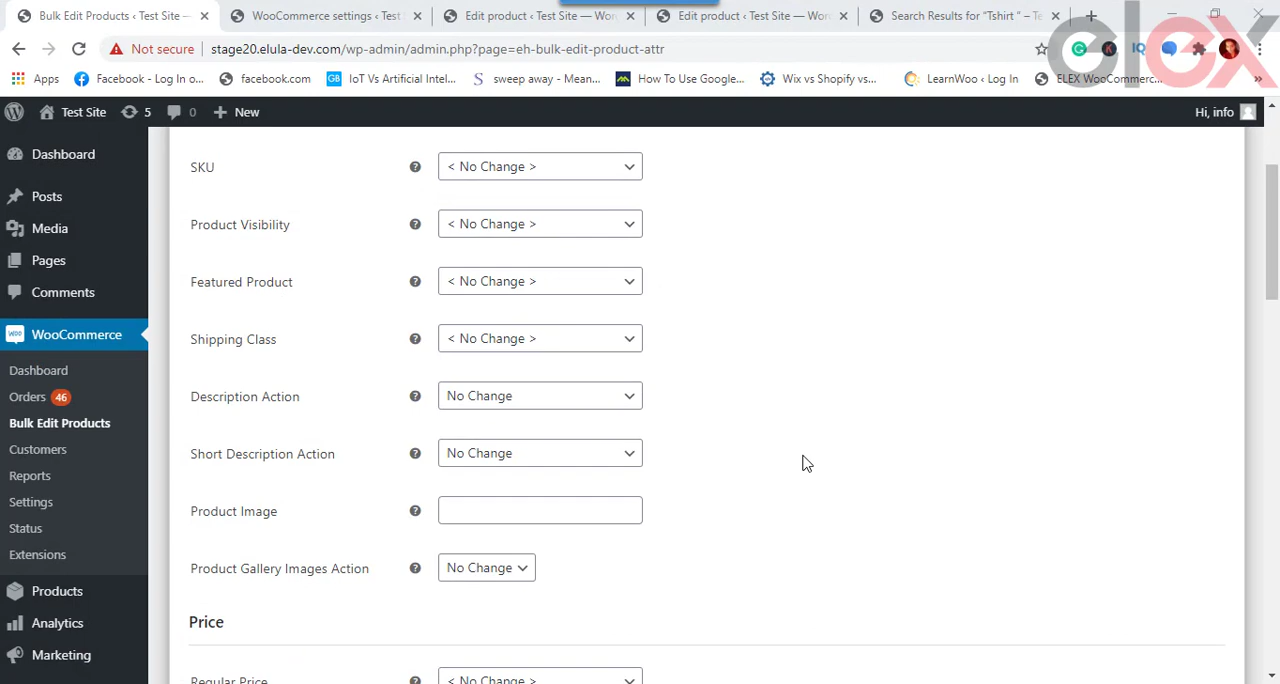 Bulk Edit Products ‹ Test Site —
WooCommerce settings ‹ Test S
Edit product ‹ Test Site — Wor
Edit product ‹ Test Site — Wor
Search Results for "Tshirt " – Te
Not secure
stage20.elula-dev.com/wp-admin/admin.php?page=eh-bulk-edit-product-attr
elex
Apps
Facebook - Log In o...
facebook.com
IoT Vs Artificial Intel...
sweep away - Mean...
How To Use Google...
Wix vs Shopify vs...
LearnWoo ‹ Log In
ELEX WooCommerc...
Test Site
5
0
New
Hi, info
Dashboard
Posts
Media
Pages
Comments
WooCommerce
Dashboard
Orders 46
Bulk Edit Products
Customers
Reports
Settings
Status
Extensions
Products
Analytics
Marketing
SKU
< No Change >
Product Visibility
< No Change >
Featured Product
< No Change >
Shipping Class
< No Change >
Description Action
No Change
Short Description Action
No Change
Product Image
Product Gallery Images Action
No Change
Price
Regular Price
< No Change >